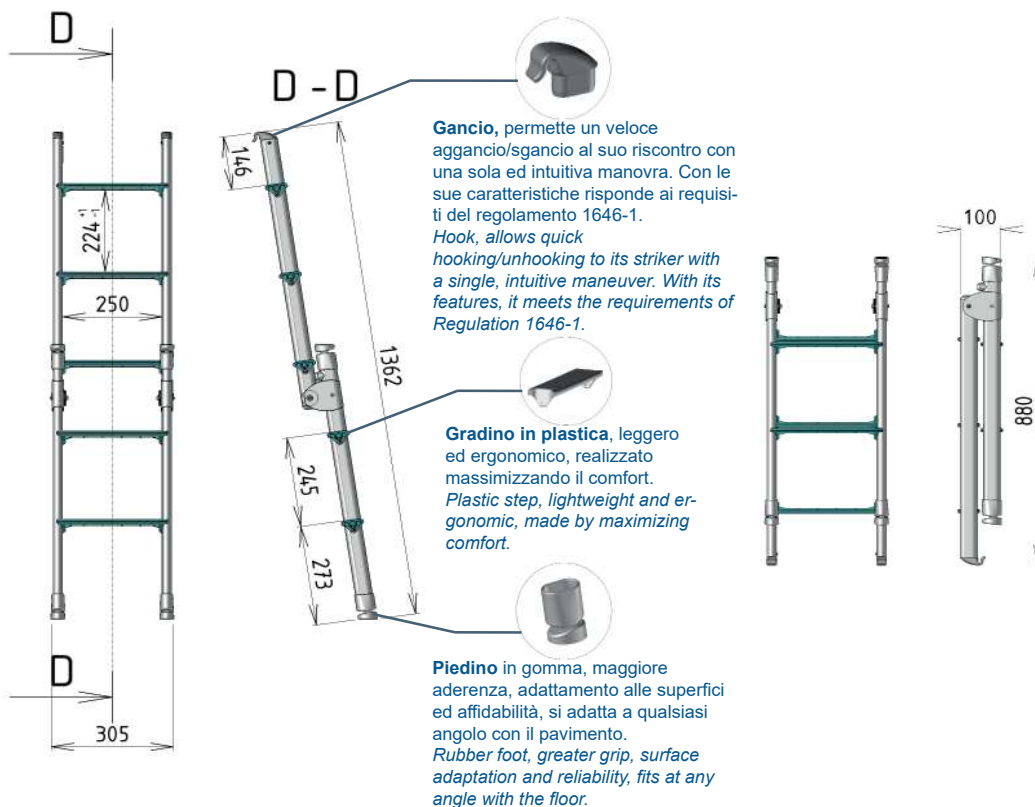 D
D - D
146
224 +1 -1
250
1362
245
273
D
305
Gancio, permette un veloce
aggancio/sgancio al suo riscontro con
una sola ed intuitiva manovra. Con le
sue caratteristiche risponde ai requisi-
ti del regolamento 1646-1.
Hook, allows quick
hooking/unhooking to its striker with
a single, intuitive maneuver. With its
features, it meets the requirements of
Regulation 1646-1.
Gradino in plastica, leggero
ed ergonomico, realizzato
massimizzando il comfort.
Plastic step, lightweight and er-
gonomic, made by maximizing
comfort.
Piedino in gomma, maggiore
aderenza, adattamento alle superfici
ed affidabilità, si adatta a qualsiasi
angolo con il pavimento.
Rubber foot, greater grip, surface
adaptation and reliability, fits at any
angle with the floor.
100
880